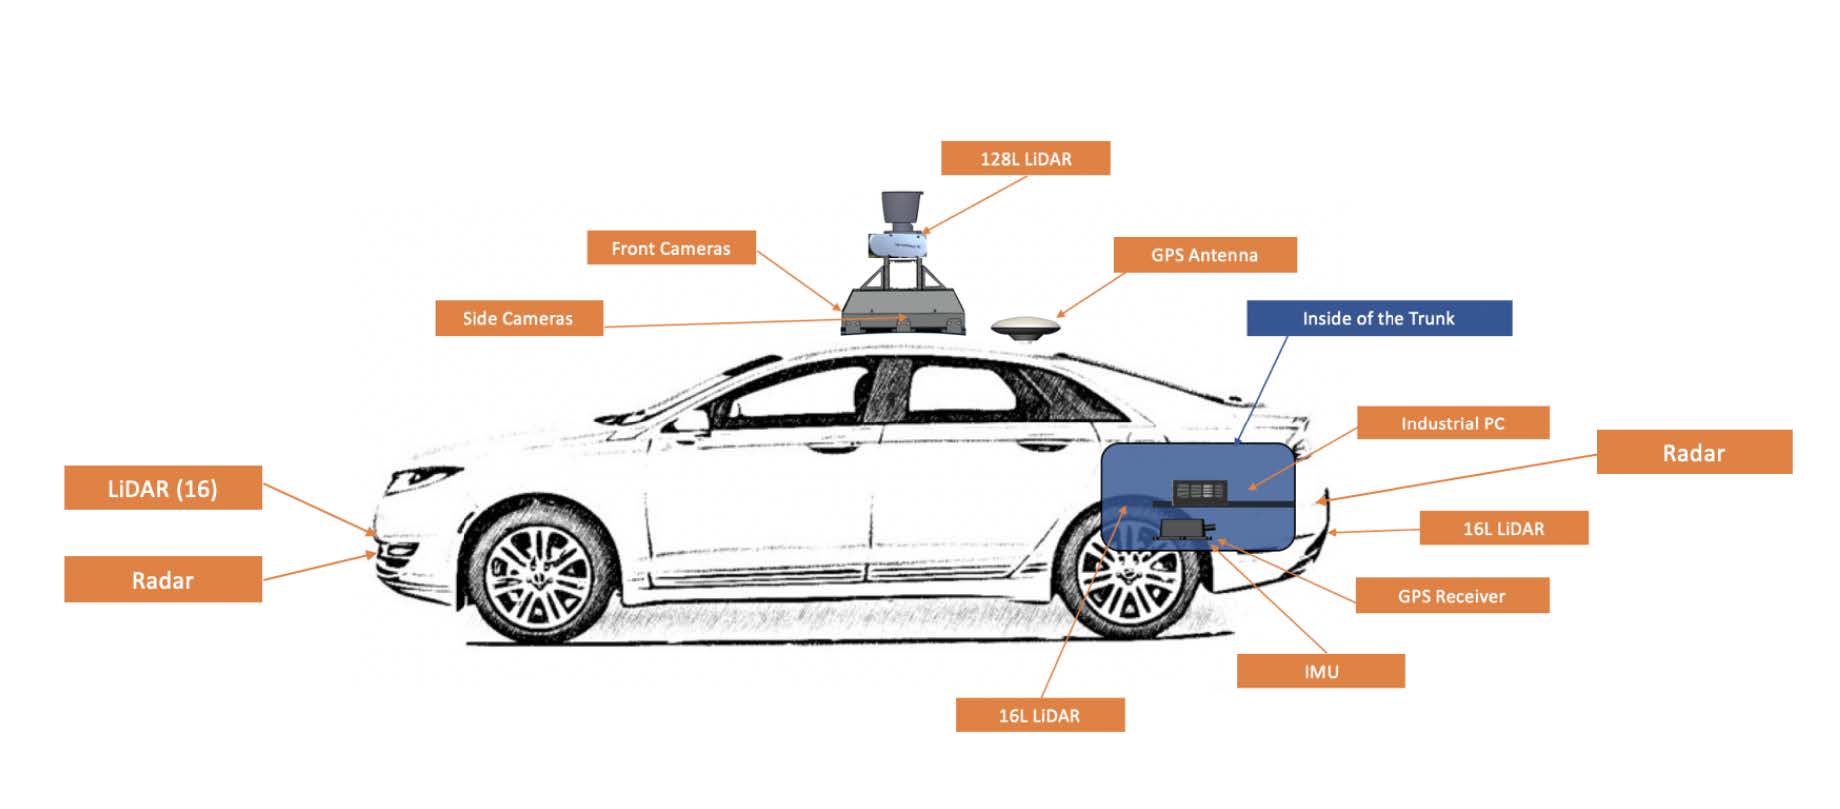 128L LiDAR
Front Cameras
GPS Antenna
Side Cameras
Inside of the Trunk
Industrial PC
Radar
LiDAR (16)
16L LiDAR
Radar
GPS Receiver
IMU
16L LiDAR